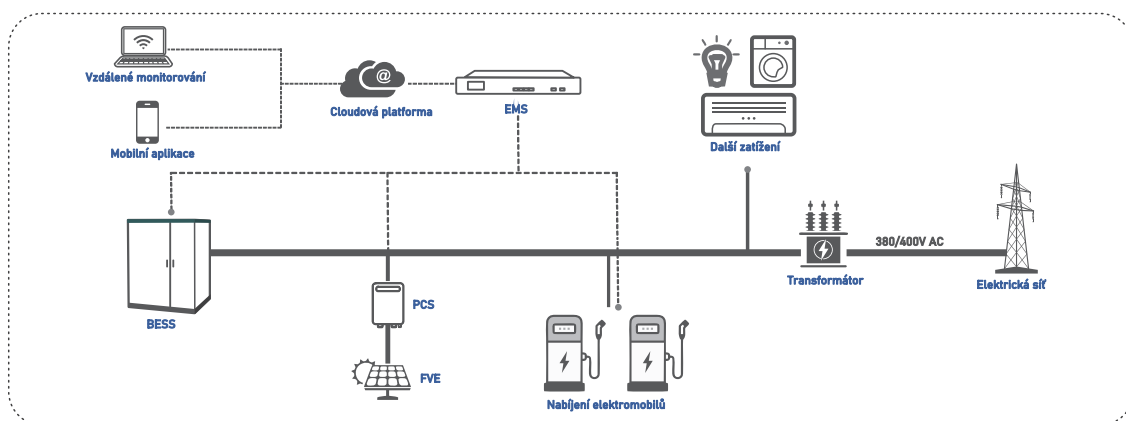 Vzdálené monitorování
@
Cloudová platforma
EMS
Mobilní aplikace
Další zatížení
380/400V AC
Transformátor
Elektrická síť
BESS
PCS
FVE
Nabíjení elektromobilů